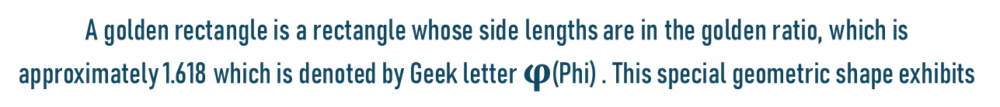 A golden rectangle is a rectangle whose side lengths are in the golden ratio, which is
approximately 1.618 which is denoted by Geek letter φ(Phi) . This special geometric shape exhibits